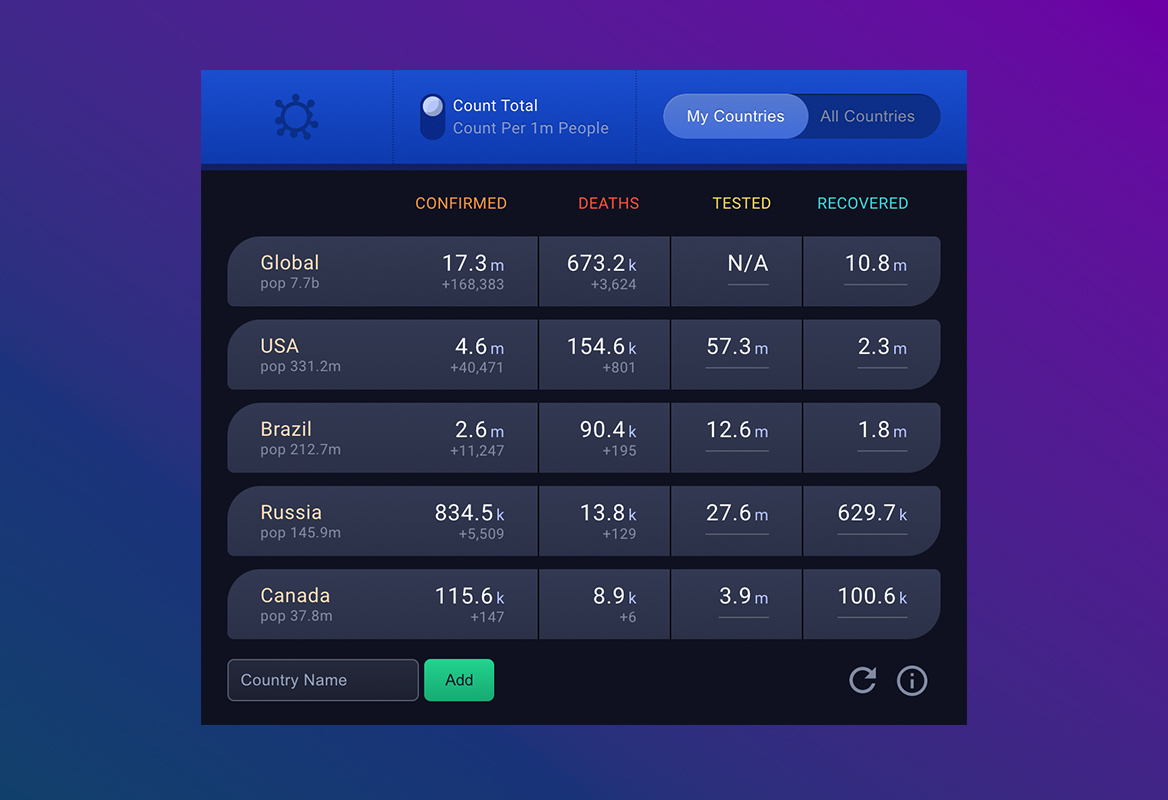 Count Total
Count Per 1m People
My Countries All Countries
CONFIRMED DEATHS TESTED RECOVERED
Global 17.3 m 673.2 k N/A 10.8 m
pop 7.7b +168,383 +3,624
USA 4.6 m 154.6 k 57.3 m 2.3 m
pop 331.2m +40,471 +801
Brazil 2.6 m 90.4 k 12.6 m 1.8 m
pop 212.7m +11,247 +195
Russia 834.5 k 13.8 k 27.6 m 629.7 k
pop 145.9m +5,509 +129
Canada 115.6 k 8.9 k 3.9 m 100.6 k
pop 37.8m +147 +6
Country Name Add